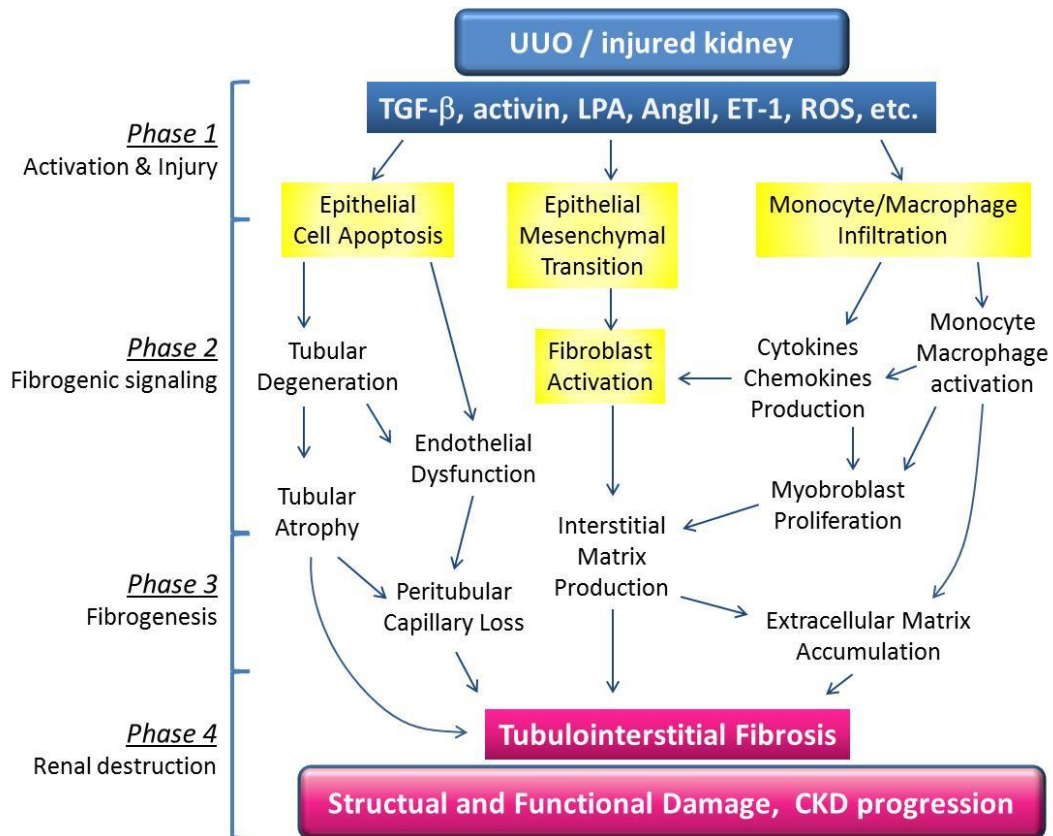 UUO / injured kidney
TGF-β, activin, LPA, AngII, ET-1, ROS, etc.
Phase 1
Activation & Injury
Epithelial
Cell Apoptosis
Epithelial
Mesenchymal
Transition
Monocyte/Macrophage
Infiltration
Phase 2
Fibrogenic signaling
Tubular
Degeneration
Fibroblast
Activation
Cytokines
Chemokines
Production
Monocyte
Macrophage
activation
Endothelial
Dysfunction
Tubular
Atrophy
Myobroblast
Proliferation
Interstitial
Matrix
Production
Phase 3
Fibrogenesis
Peritubular
Capillary Loss
Extracellular Matrix
Accumulation
Phase 4
Renal destruction
Tubulointerstitial Fibrosis
Structual and Functional Damage, CKD progression